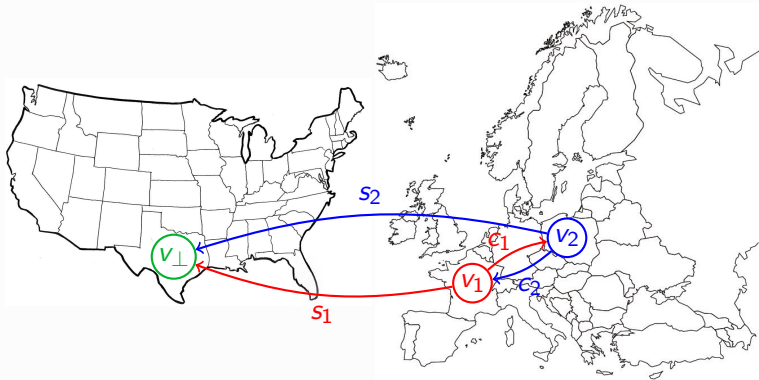 s₂
c₁
v₂
v⊥
v₁
c₂
s₁